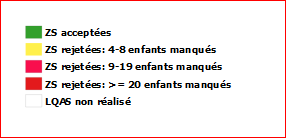 ZS acceptées
ZS rejetées: 4-8 enfants manqués
ZS rejetées: 9-19 enfants manqués
ZS rejetées: >= 20 enfants manqués
LQAS non réalisé